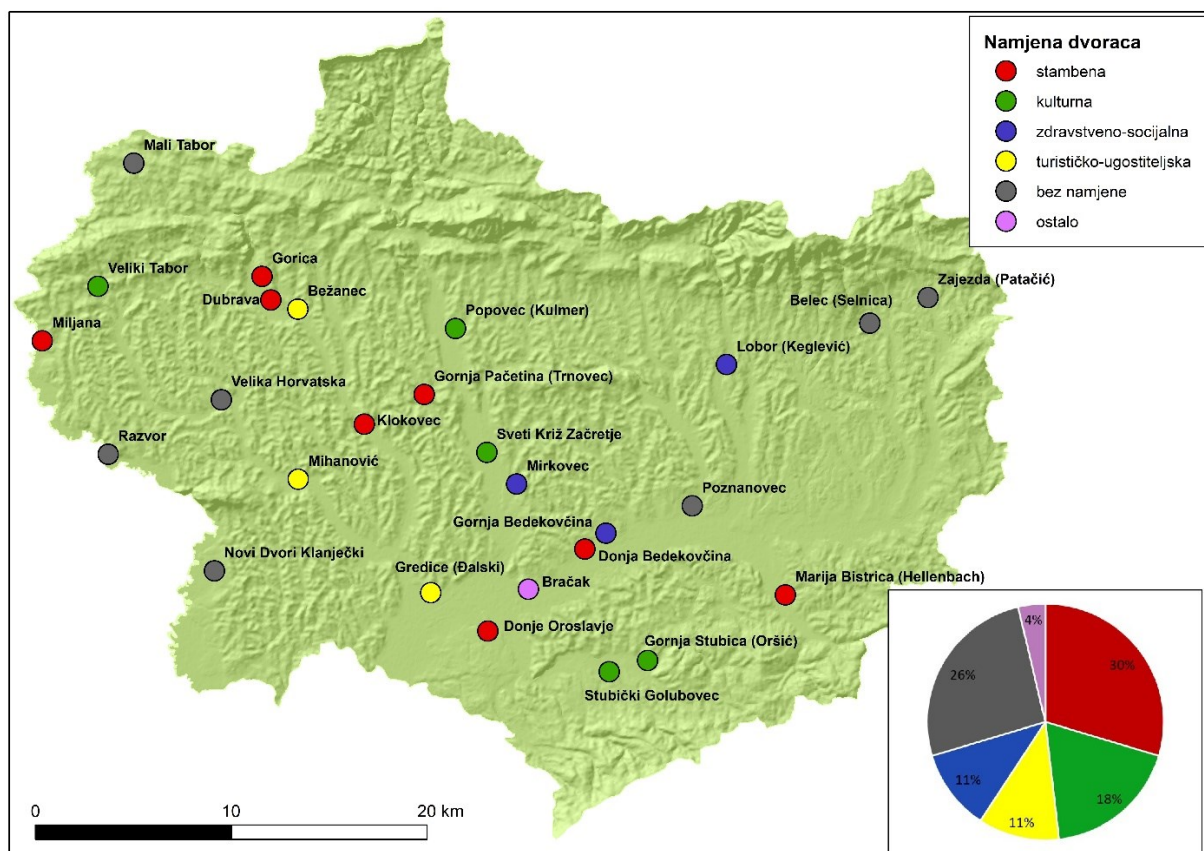 Namjena dvoraca
stambena
kulturna
zdravstveno-socijalna
turističko-ugostiteljska
bez namjene
ostalo
Mali Tabor
Veliki Tabor
Gorica
Dubrava
Bežanec
Miljana
Popovec (Kulmer)
Zajezda (Patačić)
Belec (Selnica)
Lobor (Keglević)
Velika Horvatska
Gornja Pačetina (Trnovec)
Klokovec
Razvor
Sveti Križ Začretje
Mihanović
Mirkovec
Poznanovec
Gornja Bedekovčina
Donja Bedekovčina
Novi Dvori Klanječki
Gredice (Đalski)
Bračak
Marija Bistrica (Hellenbach)
Donje Oroslavje
Gornja Stubica (Oršić)
Stubički Golubovec
0 10 20 km
4%
30%
26%
11%
18%
11%